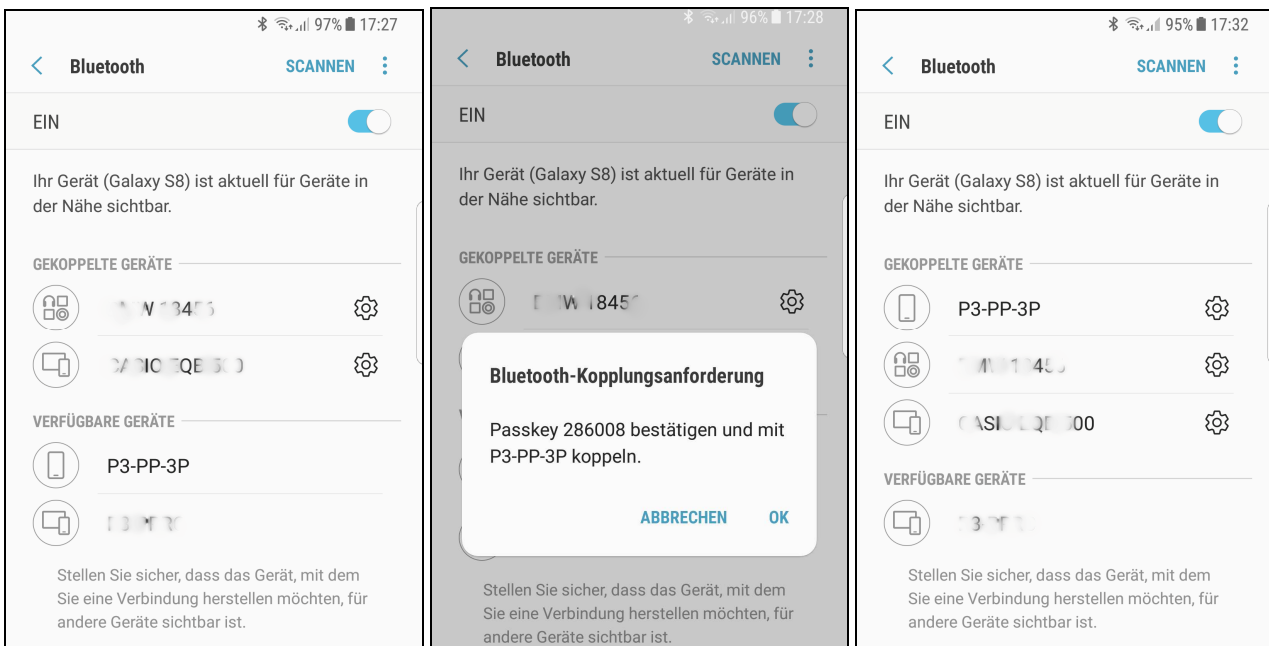 97% 17:27
Bluetooth SCANNEN
EIN
Ihr Gerät (Galaxy S8) ist aktuell für Geräte in
der Nähe sichtbar.
GEKOPPELTE GERÄTE
VERFÜGBARE GERÄTE
P3-PP-3P
Stellen Sie sicher, dass das Gerät, mit dem
Sie eine Verbindung herstellen möchten, für
andere Geräte sichtbar ist.
96% 17:28
Bluetooth SCANNEN
EIN
Ihr Gerät (Galaxy S8) ist aktuell für Geräte in
der Nähe sichtbar.
GEKOPPELTE GERÄTE
Bluetooth-Kopplungsanforderung
Passkey 286008 bestätigen und mit
P3-PP-3P koppeln.
ABBRECHEN OK
Stellen Sie sicher, dass das Gerät, mit dem
Sie eine Verbindung herstellen möchten, für
andere Geräte sichtbar ist.
95% 17:32
Bluetooth SCANNEN
EIN
Ihr Gerät (Galaxy S8) ist aktuell für Geräte in
der Nähe sichtbar.
GEKOPPELTE GERÄTE
P3-PP-3P
VERFÜGBARE GERÄTE
Stellen Sie sicher, dass das Gerät, mit dem
Sie eine Verbindung herstellen möchten, für
andere Geräte sichtbar ist.